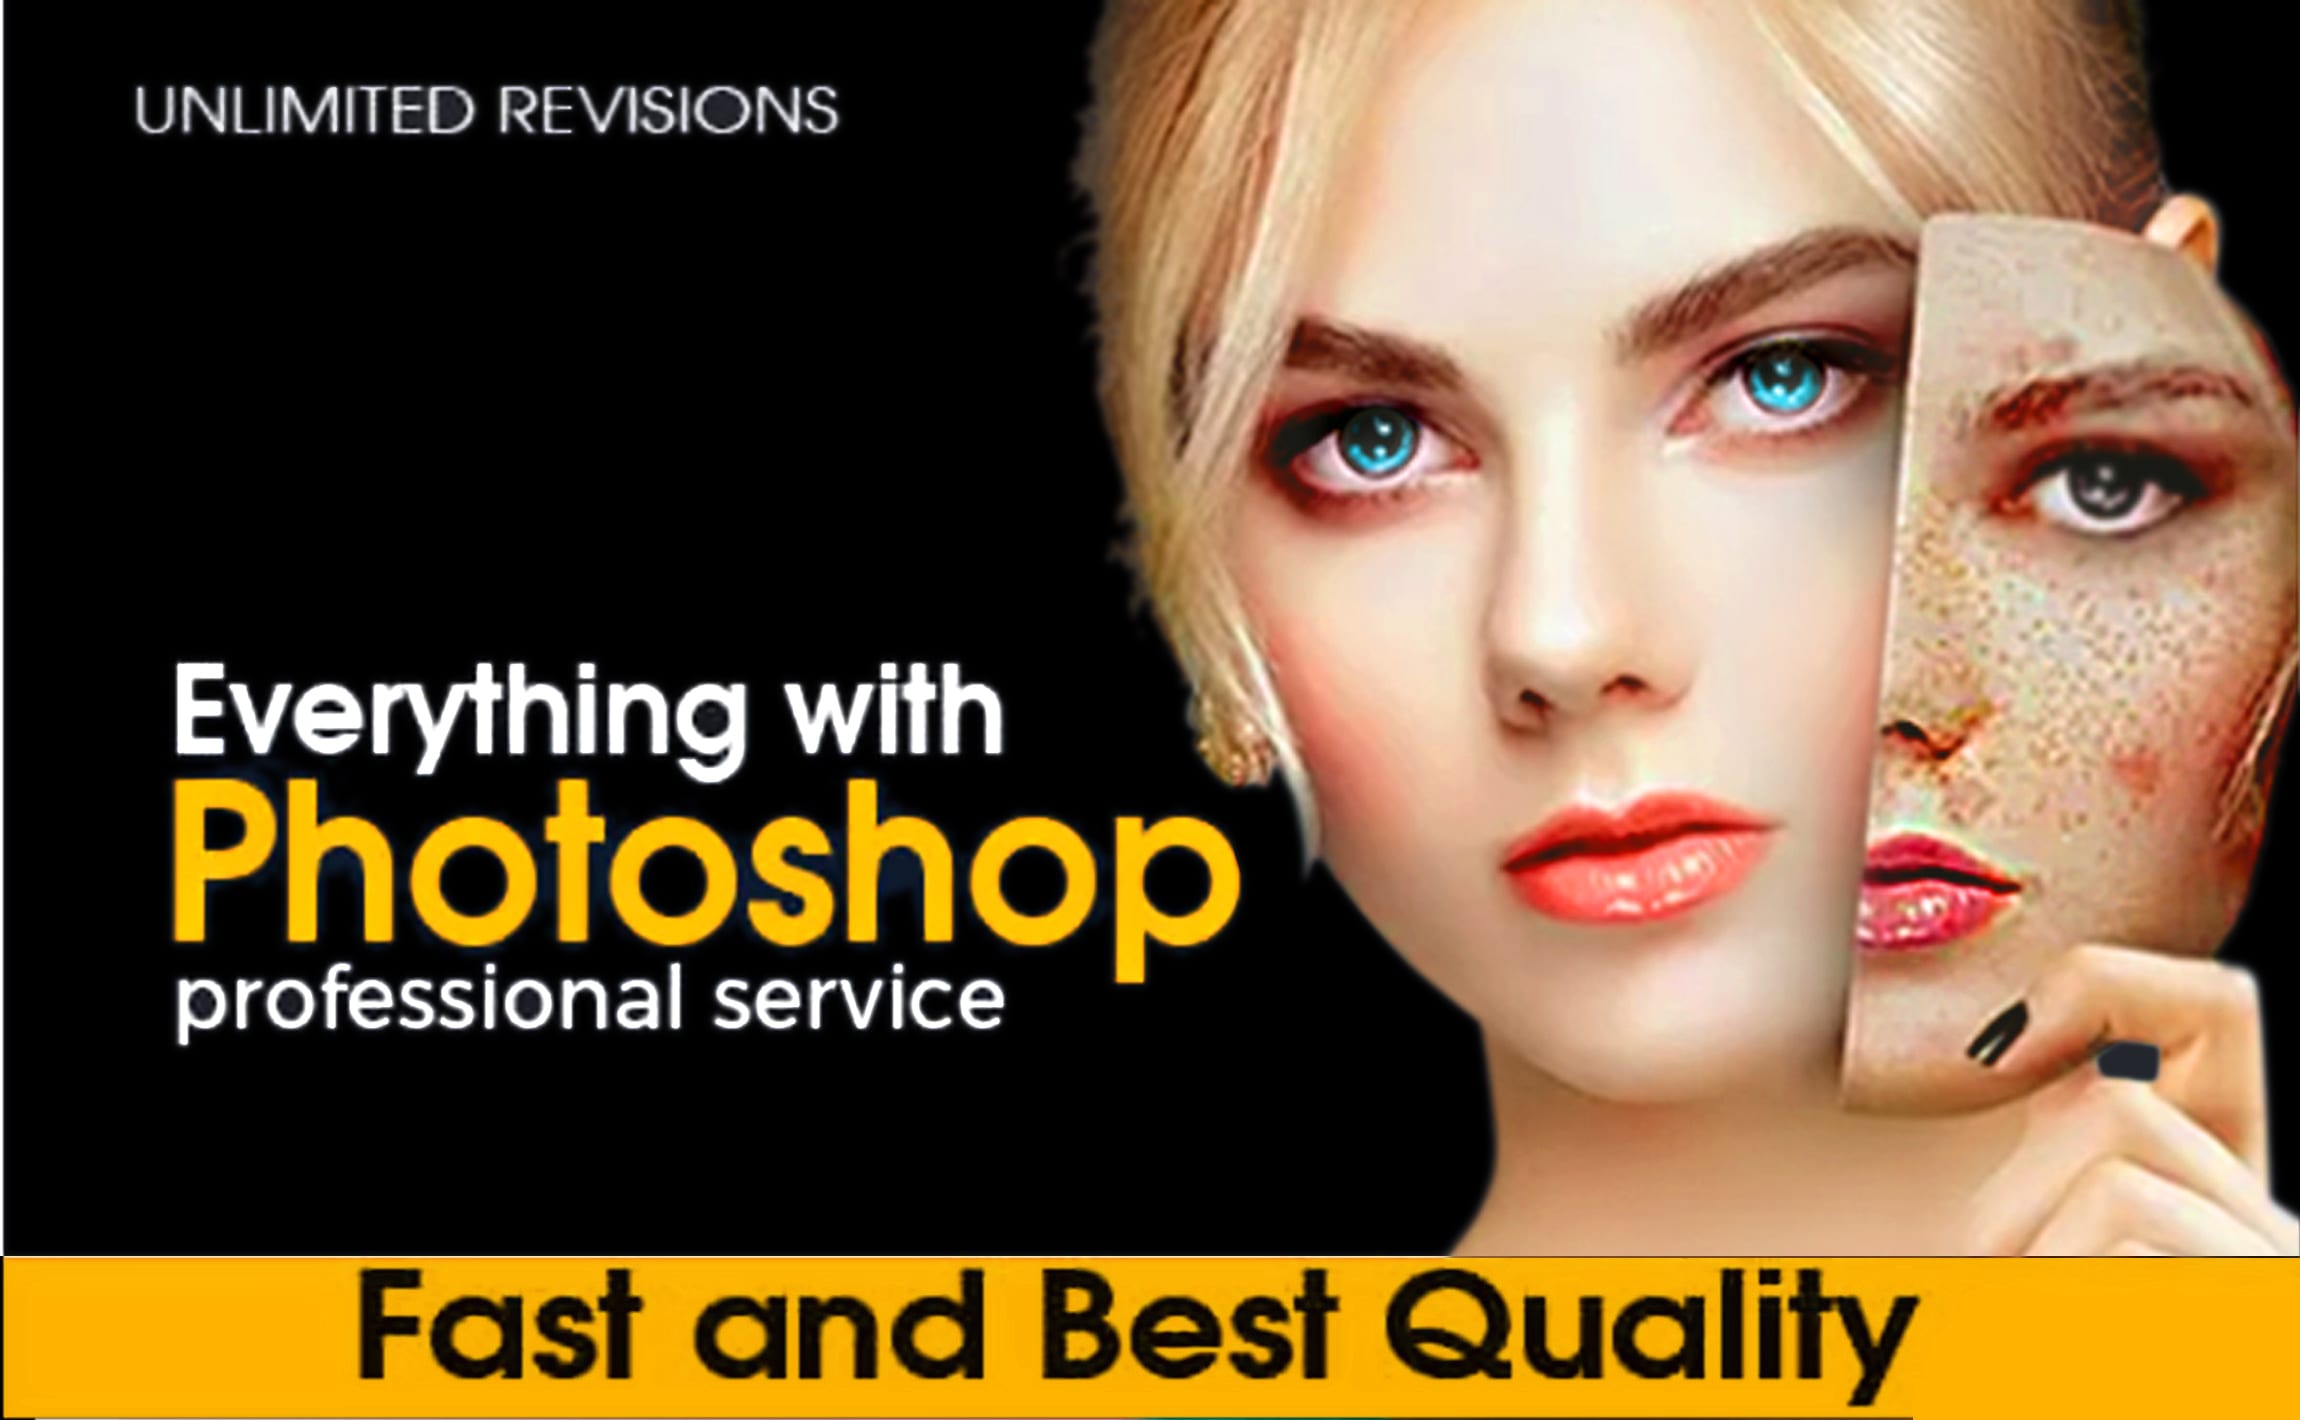 UNLIMITED REVISIONS
Everything with
Photoshop
professional service
Fast and Best Quality